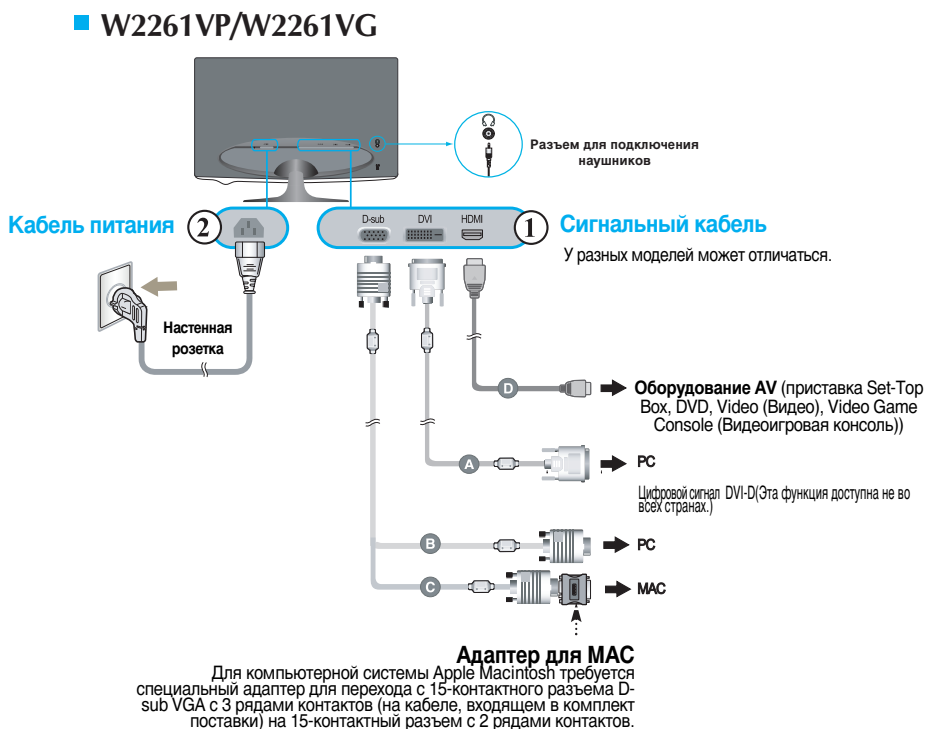 W2261VP/W2261VG
Разъем для подключения
наушников
Кабель питания
2
D-sub
DVI
HDMI
1
Сигнальный кабель
У разных моделей может отличаться.
Настенная
розетка
D
Оборудование AV (приставка Set-Top
Box, DVD, Video (Видео), Video Game
Console (Видеоигровая консоль))
A
PC
Цифровой сигнал DVI-D(Эта функция доступна не во
всех странах.)
B
PC
C
MAC
Адаптер для MAC
Для компьютерной системы Apple Macintosh требуется
специальный адаптер для перехода с 15-контактного разъема D-
sub VGA с 3 рядами контактов (на кабеле, входящем в комплект
поставки) на 15-контактный разъем с 2 рядами контактов.